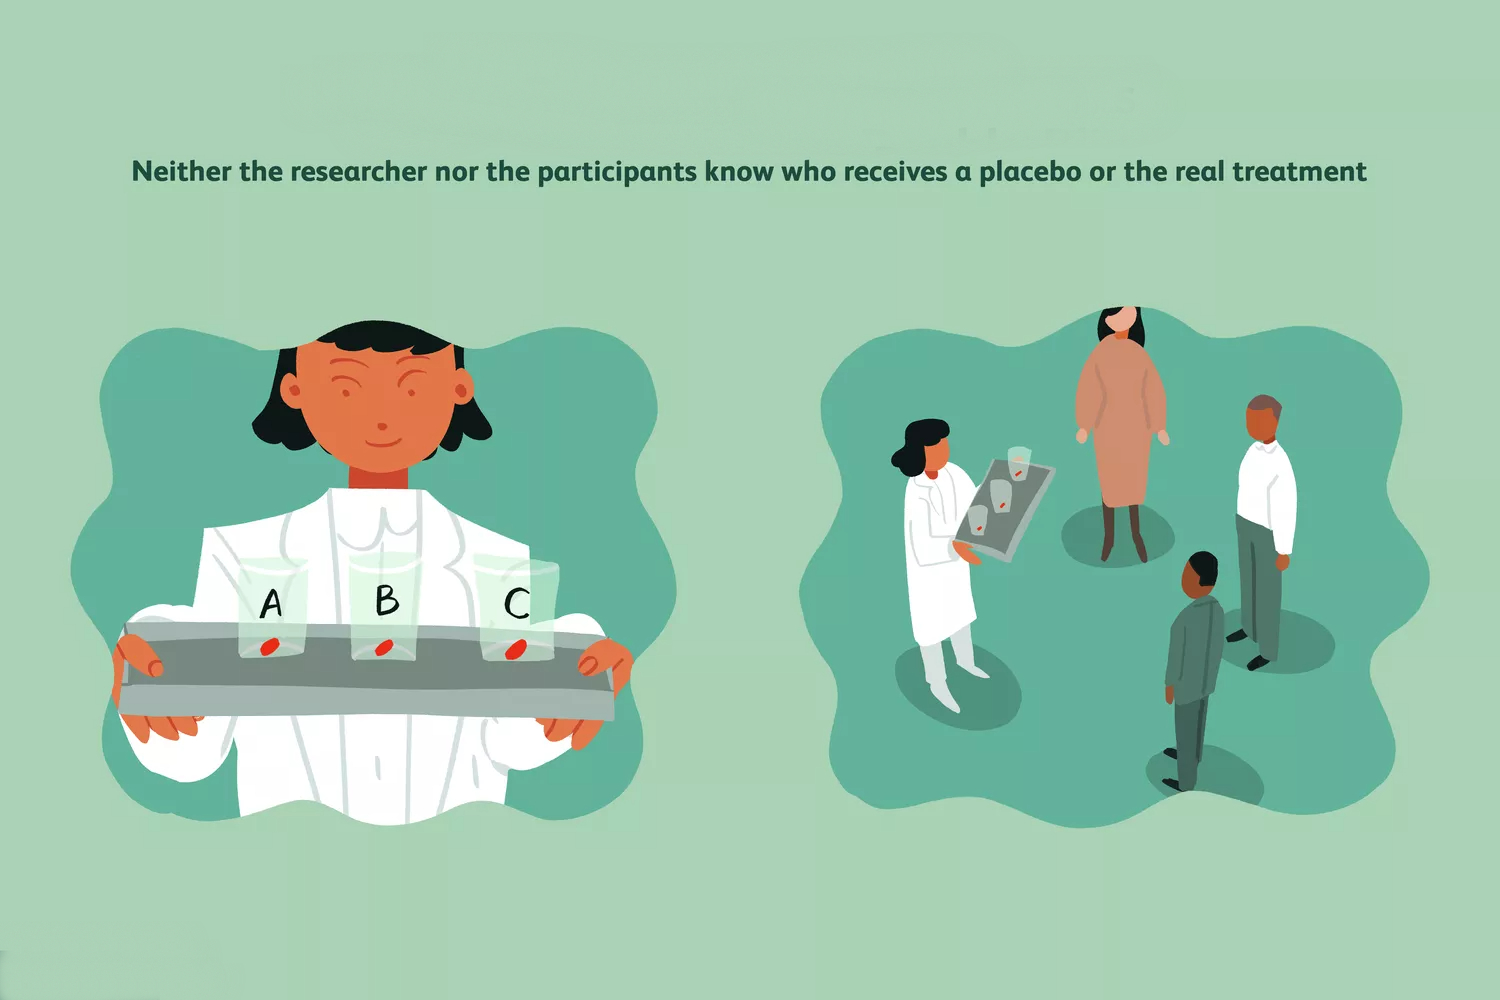 Neither the researcher nor the participants know who receives a placebo or the real treatment
A
B
C